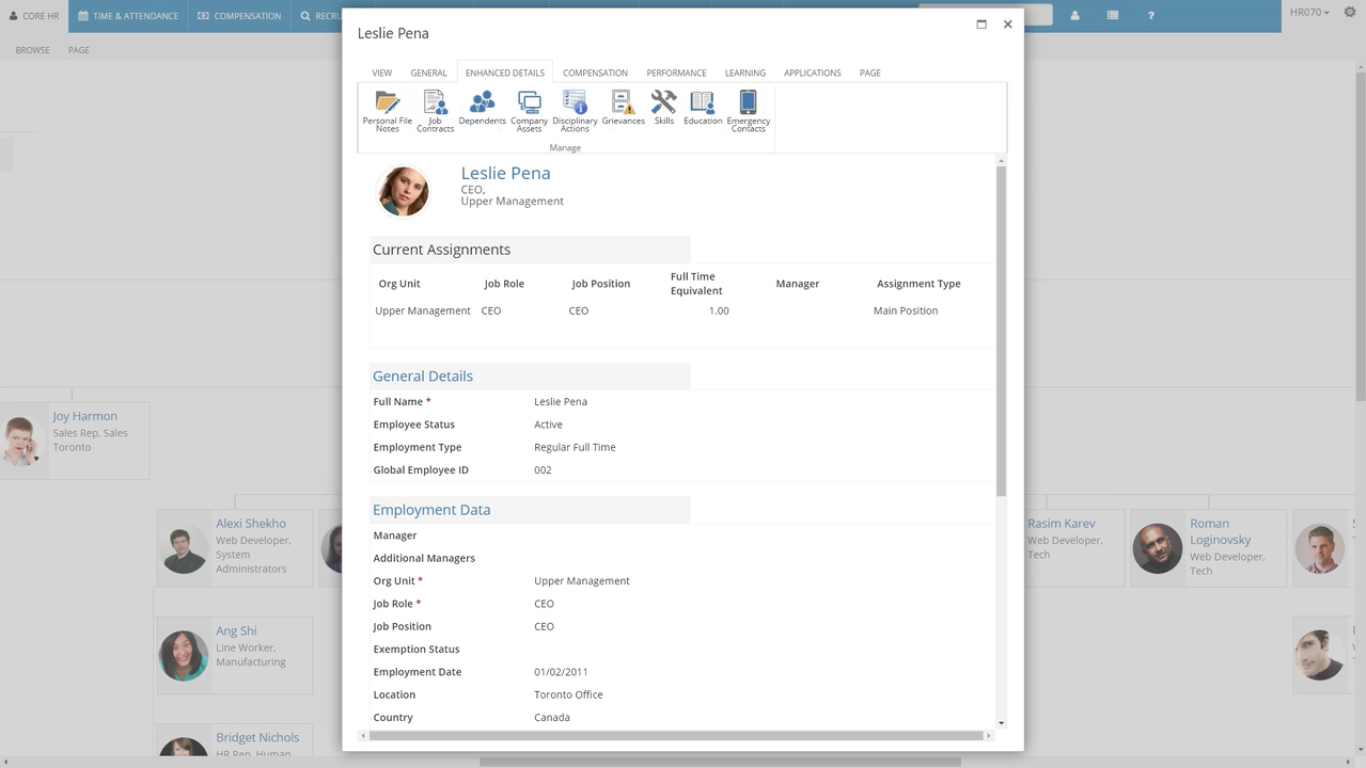 CORE HR
TIME & ATTENDANCE
COMPENSATION
HR070
?
BROWSE
PAGE
Leslie Pena
VIEW
GENERAL
ENHANCED DETAILS
COMPENSATION
PERFORMANCE
LEARNING
APPLICATIONS
PAGE
Personal File
Notes
Job
Contracts
Dependents
Company
Assets
Disciplinary
Actions
Grievances
Skills
Education
Emergency
Contacts
Manage
Leslie Pena
CEO,
Upper Management
Current Assignments
Org Unit
Job Role
Job Position
Full Time
Equivalent
Manager
Assignment Type
Upper Management
CEO
CEO
1.00
Main Position
General Details
Full Name *
Leslie Pena
Employee Status
Active
Employment Type
Regular Full Time
Global Employee ID
002
Employment Data
Manager
Additional Managers
Org Unit *
Upper Management
Job Role *
CEO
Job Position
CEO
Exemption Status
Employment Date
01/02/2011
Location
Toronto Office
Country
Canada
Joy Harmon
Sales Rep, Sales
Toronto
Alexi Shekho
Web Developer,
System
Administrators
Ang Shi
Line Worker,
Manufacturing
Bridget Nichols
HR Rep, Human
Rasim Karev
Web Developer,
Tech
Roman
Loginovsky
Web Developer,
Tech